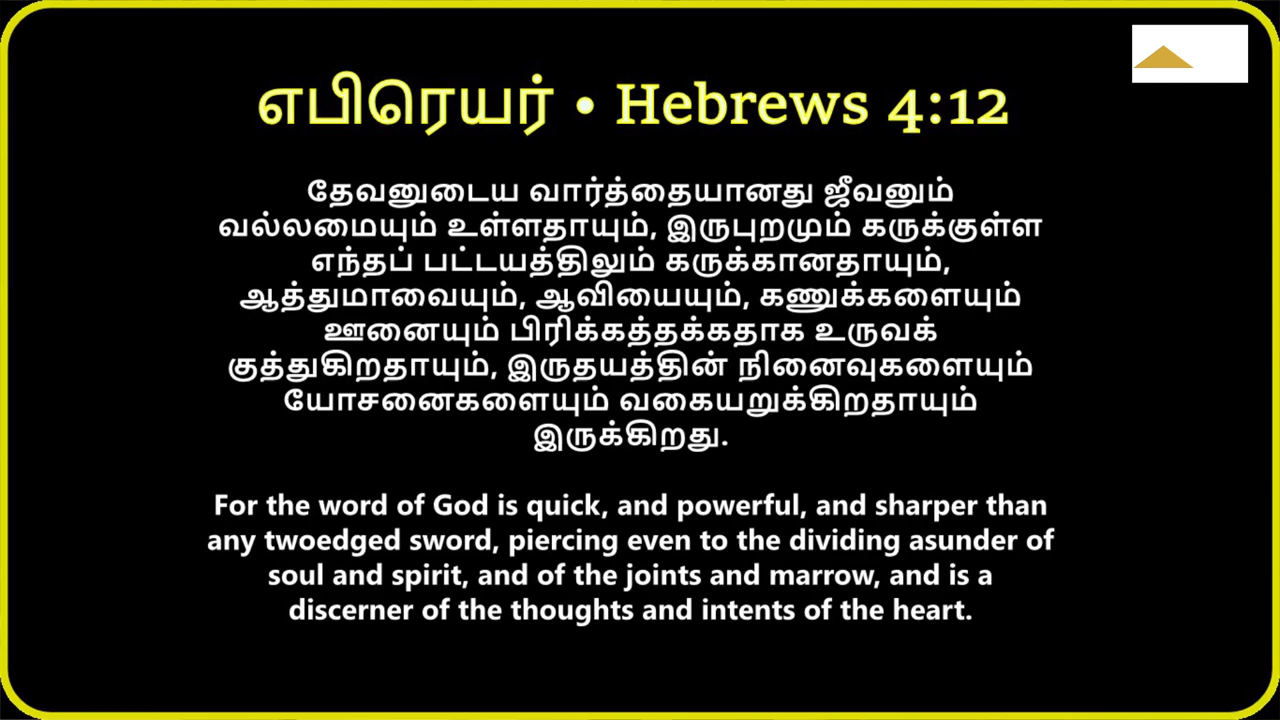 எபிரெயர் • Hebrews 4:12
தேவனுடைய வார்த்தையானது ஜீவனும்
வல்லமையும் உள்ளதாயும், இருபுறமும் கருக்குள்ள
எந்தப் பட்டயத்திலும் கருக்கானதாயும்,
ஆத்துமாவையும், ஆவியையும், கணுக்களையும்
ஊனையும் பிரிக்கத்தக்கதாக உருவக்
குத்துகிறதாயும், இருதயத்தின் நினைவுகளையும்
யோசனைகளையும் வகையறுக்கிறதாயும்
இருக்கிறது.
For the word of God is quick, and powerful, and sharper than
any twoedged sword, piercing even to the dividing asunder of
soul and spirit, and of the joints and marrow, and is a
discerner of the thoughts and intents of the heart.